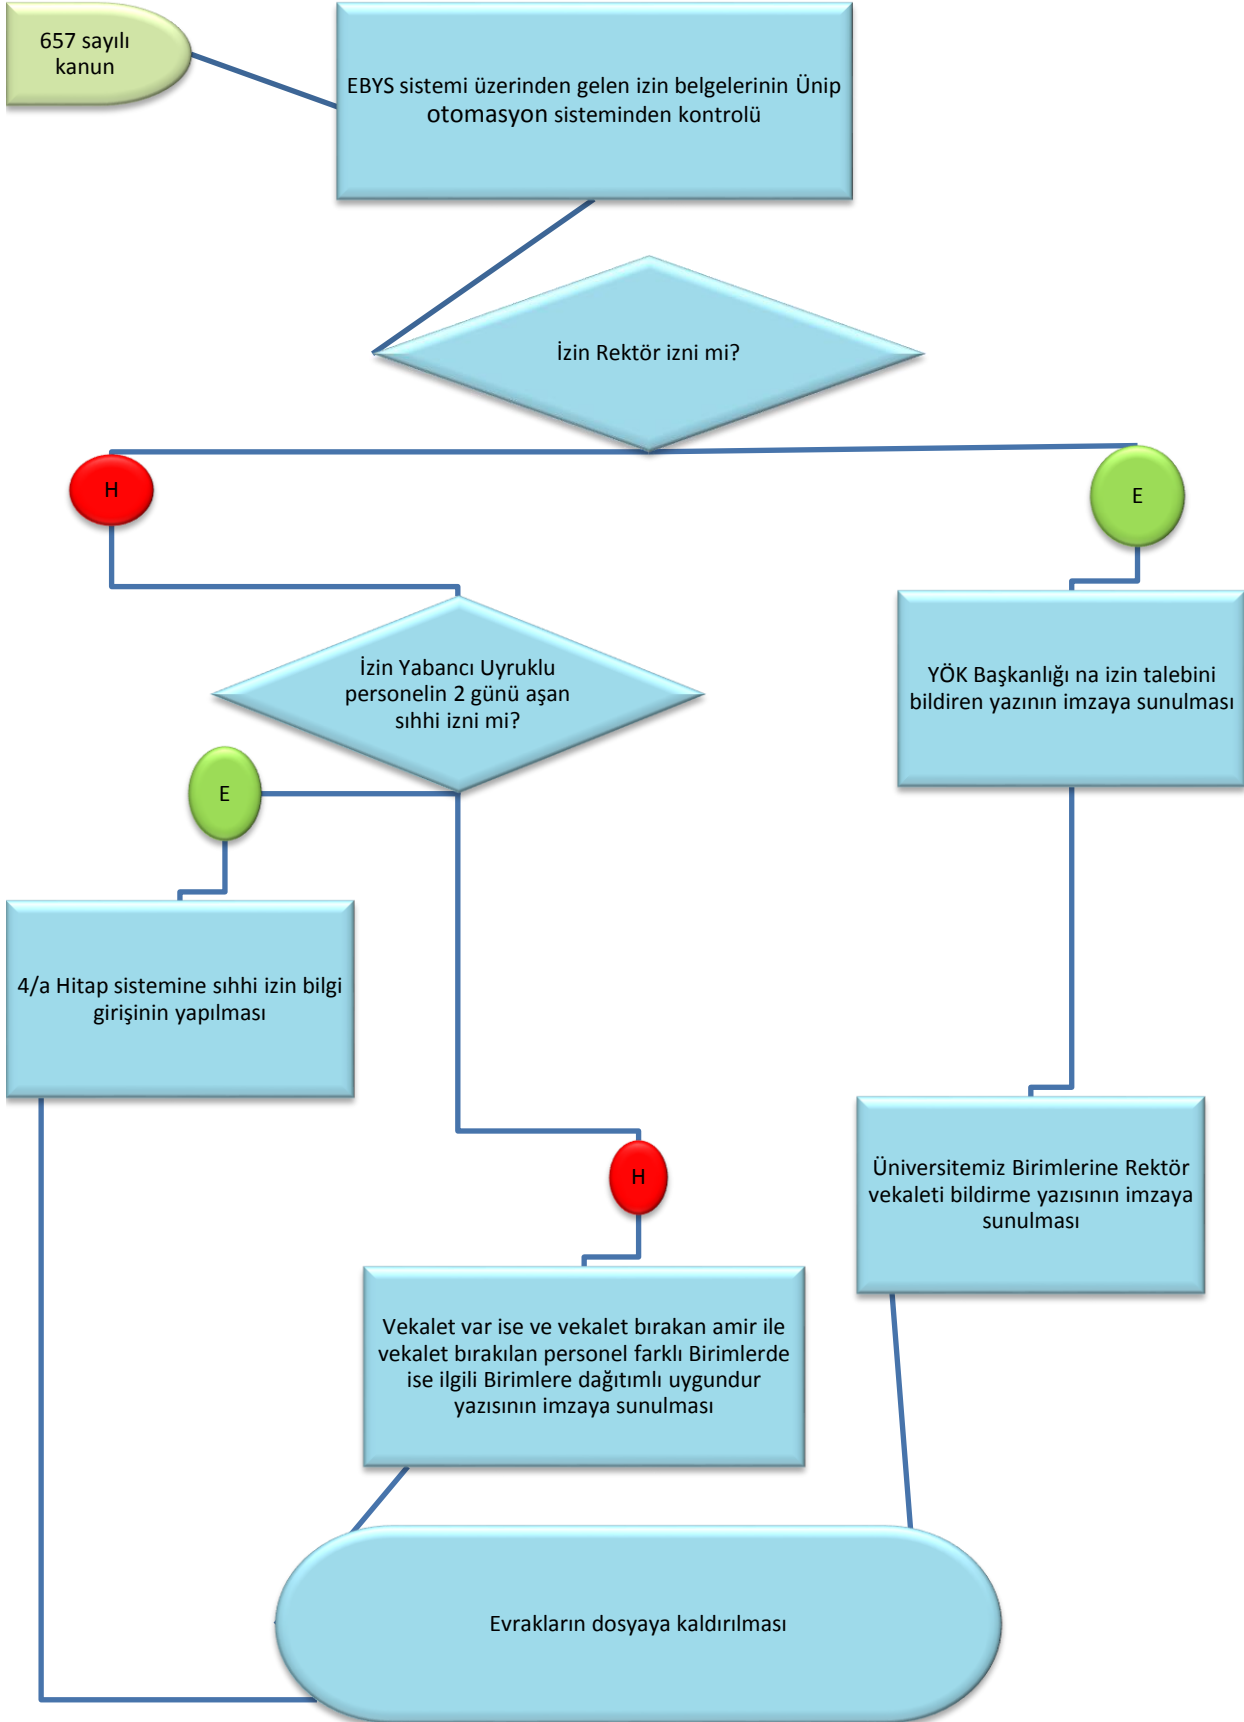 657 sayılı
kanun
EBYS sistemi üzerinden gelen izin belgelerinin Ünip
otomasyon sisteminden kontrolü
İzin Rektör izni mi?
H
E
İzin Yabancı Uyruklu
personelin 2 günü aşan
sıhhi izni mi?
YÖK Başkanlığı na izin talebini
bildiren yazının imzaya sunulması
E
4/a Hitap sistemine sıhhi izin bilgi
girişinin yapılması
H
Üniversitemiz Birimlerine Rektör
vekaleti bildirme yazısının imzaya
sunulması
Vekalet var ise ve vekalet bırakan amir ile
vekalet bırakılan personel farklı Birimlerde
ise ilgili Birimlere dağıtımlı uygundur
yazısının imzaya sunulması
Evrakların dosyaya kaldırılması